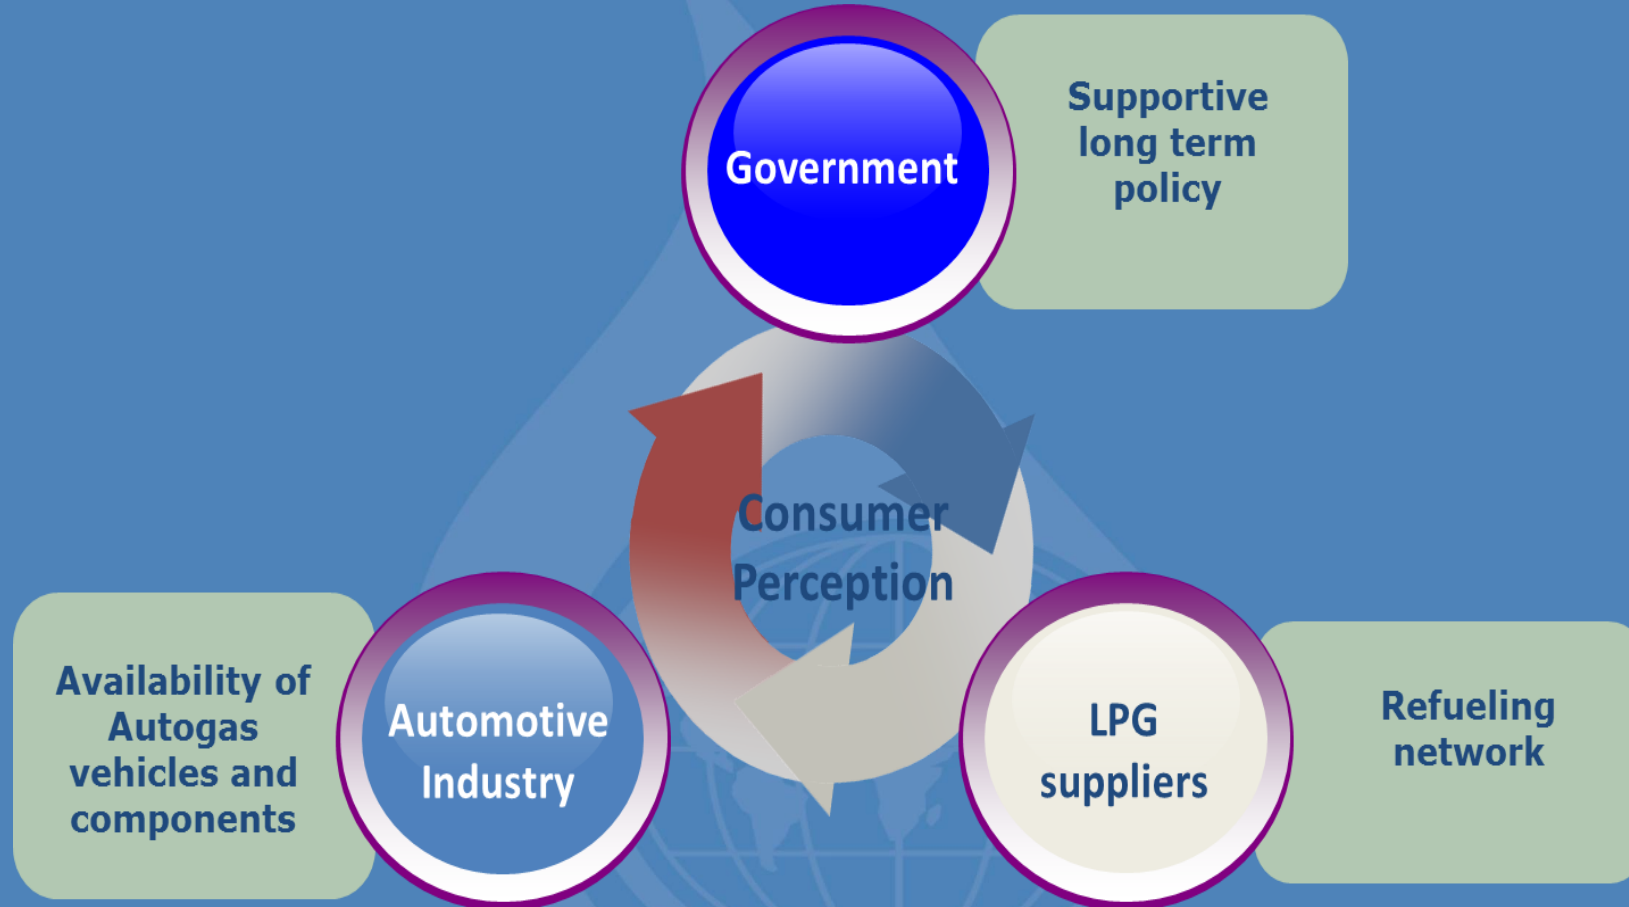 Government
Supportive
long term
policy
Consumer
Perception
Availability of
Autogas
vehicles and
components
Automotive
Industry
LPG
suppliers
Refueling
network